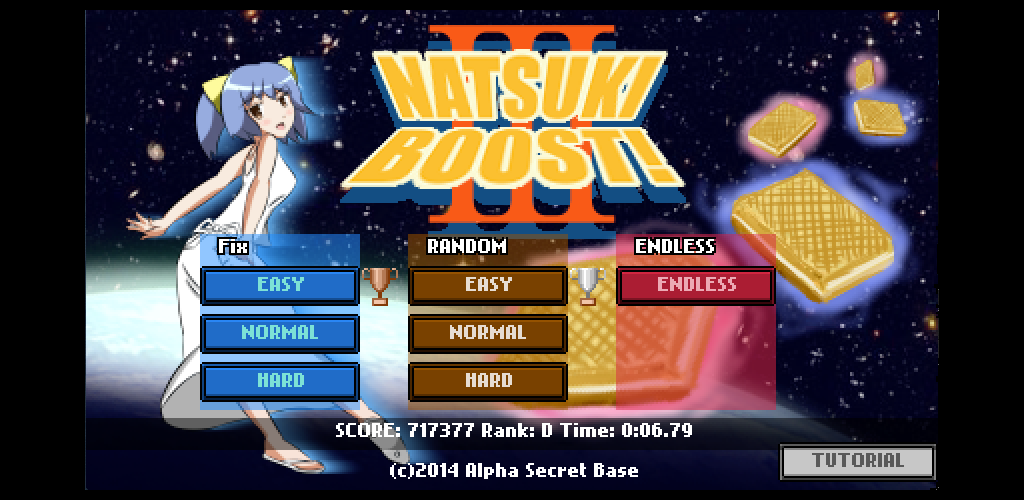 III
NATSUKI
BOOST!
Fix RANDOM ENDLESS
EASY EASY ENDLESS
NORMAL NORMAL
HARD HARD
SCORE: 717377 Rank: D Time: 0:06.79
(c)2014 Alpha Secret Base
TUTORIAL